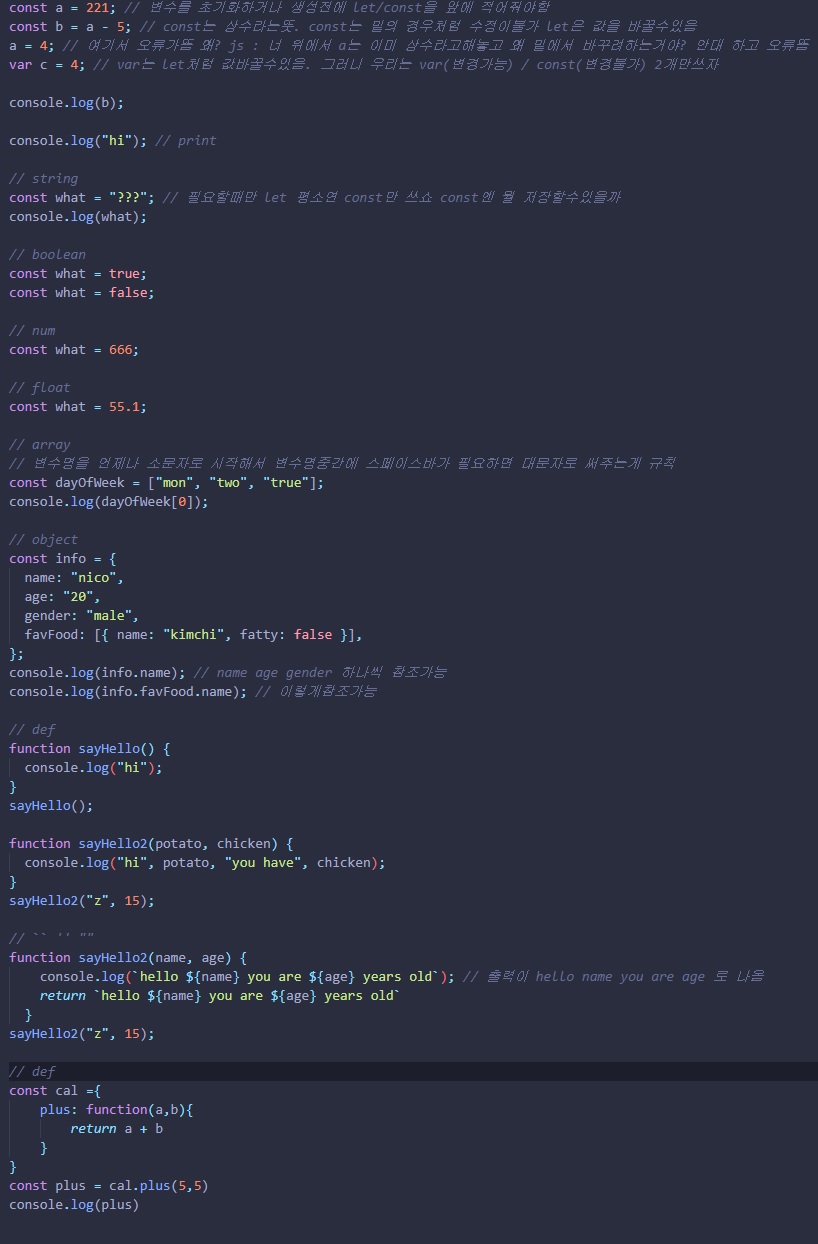 const a = 221; // 변수를 초기화하거나 생성전에 let/const을 앞에 적어줘야함
const b = a - 5; // const는 상수라는뜻. const는 밑의 경우처럼 수정이불가 let은 값을 바꿀수있음
a = 4; // 여기서 오류가뜸 왜? js : 너 위에서 a는 이미 상수라고해놓고 왜 밑에서 바꾸려하는거야? 안대 하고 오류뜸
var c = 4; // var는 let처럼 값바꿀수있음. 그러니 우리는 var(변경가능) / const(변경불가) 2개만쓰자
console.log(b);
console.log("hi"); // print
// string
const what = "???"; // 필요할때만 let 평소엔 const만 쓰쇼 const엔 뭘 저장할수있을까
console.log(what);
// boolean
const what = true;
const what = false;
// num
const what = 666;
// float
const what = 55.1;
// array
// 변수명을 언제나 소문자로 시작해서 변수명중간에 스페이스바가 필요하면 대문자로 써주는게 규칙
const dayOfWeek = ["mon", "two", "true"];
console.log(dayOfWeek[0]);
// object
const info = {
name: "nico",
age: "20",
gender: "male",
favFood: [{ name: "kimchi", fatty: false }],
};
console.log(info.name); // name age gender 하나씩 참조가능
console.log(info.favFood.name); // 이렇게참조가능
// def
function sayHello() {
console.log("hi");
}
sayHello();
function sayHello2(potato, chicken) {
console.log("hi", potato, "you have", chicken);
}
sayHello2("z", 15);
// `` '' ""
function sayHello2(name, age) {
console.log(`hello ${name} you are ${age} years old`); // 출력이 hello name you are age 로 나옴
return `hello ${name} you are ${age} years old`
}
sayHello2("z", 15);
// def
const cal ={
plus: function(a,b){
return a + b
}
}
const plus = cal.plus(5,5)
console.log(plus)